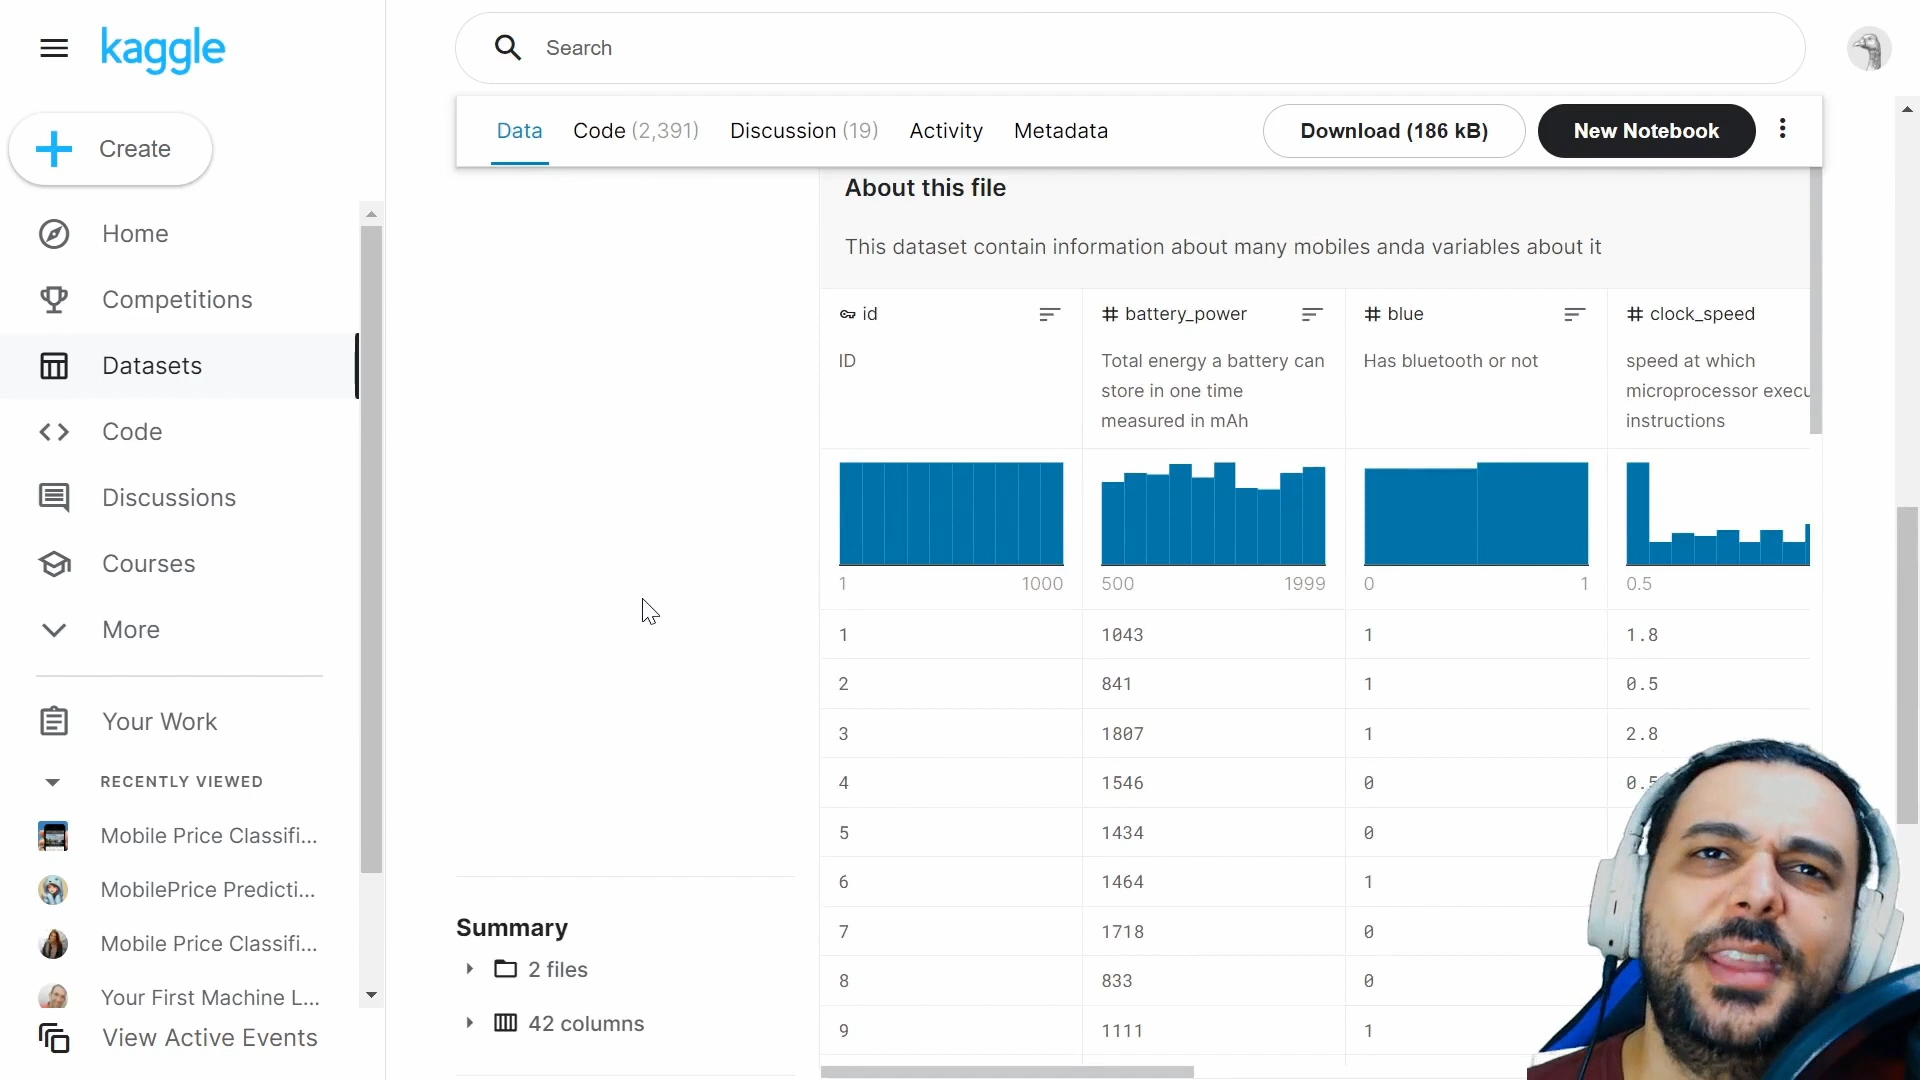 kaggle
Search
Create
Home
Competitions
Datasets
Code
Discussions
Courses
More
Your Work
RECENTLY VIEWED
Mobile Price Classifi...
MobilePrice Predicti...
Mobile Price Classifi...
Your First Machine L...
View Active Events
Data Code (2,391) Discussion (19) Activity Metadata Download (186 kB) New Notebook
About this file
This dataset contain information about many mobiles anda variables about it
id # battery_power # blue # clock_speed
ID
Total energy a battery can
store in one time
measured in mAh
Has bluetooth or not
speed at which
microprocessor execu
instructions
1 1000 500 1999 0 1 0.5
1 1043 1 1.8
2 841 1 0.5
3 1807 1 2.8
4 1546 0 0.5
5 1434 0
6 1464 1
7 1718 0
8 833 0
9 1111 1
Summary
2 files
42 columns